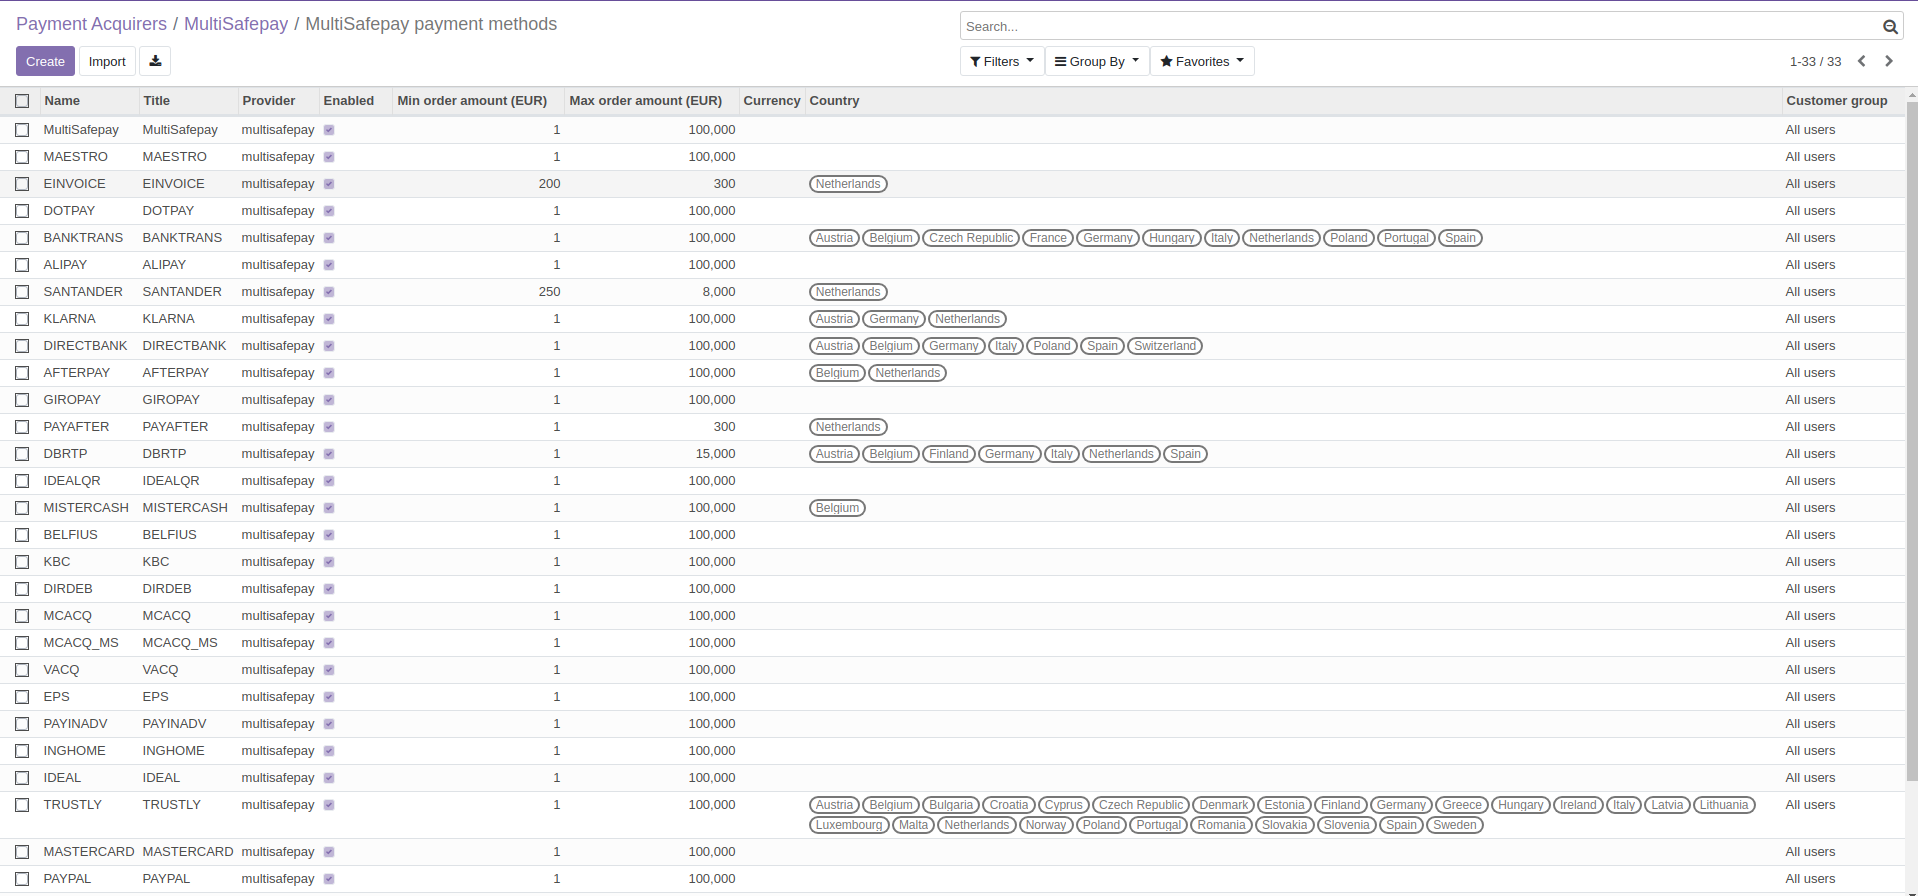 Payment Acquirers / MultiSafepay / MultiSafepay payment methods
Search...
Create Import
Filters Group By Favorites
1-33 / 33
Name Title Provider Enabled Min order amount (EUR) Max order amount (EUR) Currency Country Customer group
MultiSafepay MultiSafepay multisafepay 1 100,000 All users
MAESTRO MAESTRO multisafepay 1 100,000 All users
EINVOICE EINVOICE multisafepay 200 300 Netherlands All users
DOTPAY DOTPAY multisafepay 1 100,000 All users
BANKTRANS BANKTRANS multisafepay 1 100,000 Austria Belgium Czech Republic France Germany Hungary Italy Netherlands Poland Portugal Spain All users
ALIPAY ALIPAY multisafepay 1 100,000 All users
SANTANDER SANTANDER multisafepay 250 8,000 Netherlands All users
KLARNA KLARNA multisafepay 1 100,000 Austria Germany Netherlands All users
DIRECTBANK DIRECTBANK multisafepay 1 100,000 Austria Belgium Germany Italy Poland Spain Switzerland All users
AFTERPAY AFTERPAY multisafepay 1 100,000 Belgium Netherlands All users
GIROPAY GIROPAY multisafepay 1 100,000 All users
PAYAFTER PAYAFTER multisafepay 1 300 Netherlands All users
DBRTP DBRTP multisafepay 1 15,000 Austria Belgium Finland Germany Italy Netherlands Spain All users
IDEALQR IDEALQR multisafepay 1 100,000 All users
MISTERCASH MISTERCASH multisafepay 1 100,000 Belgium All users
BELFIUS BELFIUS multisafepay 1 100,000 All users
KBC KBC multisafepay 1 100,000 All users
DIRDEB DIRDEB multisafepay 1 100,000 All users
MCACQ MCACQ multisafepay 1 100,000 All users
MCACQ_MS MCACQ_MS multisafepay 1 100,000 All users
VACQ VACQ multisafepay 1 100,000 All users
EPS EPS multisafepay 1 100,000 All users
PAYINADV PAYINADV multisafepay 1 100,000 All users
INGHOME INGHOME multisafepay 1 100,000 All users
IDEAL IDEAL multisafepay 1 100,000 All users
TRUSTLY TRUSTLY multisafepay 1 100,000 Austria Belgium Bulgaria Croatia Cyprus Czech Republic Denmark Estonia Finland Germany Greece Hungary Ireland Italy Latvia Lithuania All users
Luxembourg Malta Netherlands Norway Poland Portugal Romania Slovakia Slovenia Spain Sweden
MASTERCARD MASTERCARD multisafepay 1 100,000 All users
PAYPAL PAYPAL multisafepay 1 100,000 All users